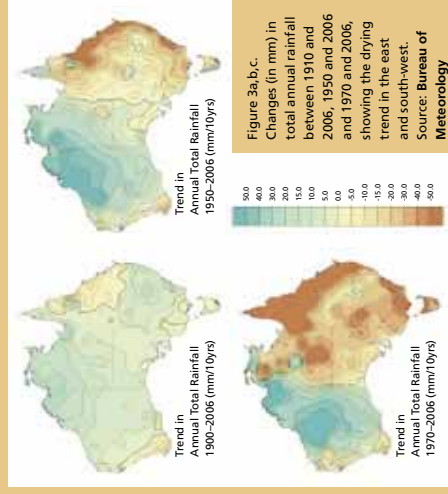 Trend in
Annual Total Rainfall
1900–2006 (mm/10yrs)
Trend in
Annual Total Rainfall
1950–2006 (mm/10yrs)
Trend in
Annual Total Rainfall
1970–2006 (mm/10yrs)
50.0
40.0
30.0
20.0
15.0
10.0
5.0
0.0
-5.0
-10.0
-15.0
-20.0
-30.0
-40.0
-50.0
Figure 3a,b,c.
Changes (in mm) in
total annual rainfall
between 1910 and
2006, 1950 and 2006
and 1970 and 2006,
showing the drying
trend in the east
and south-west.
Source: Bureau of
Meteorology